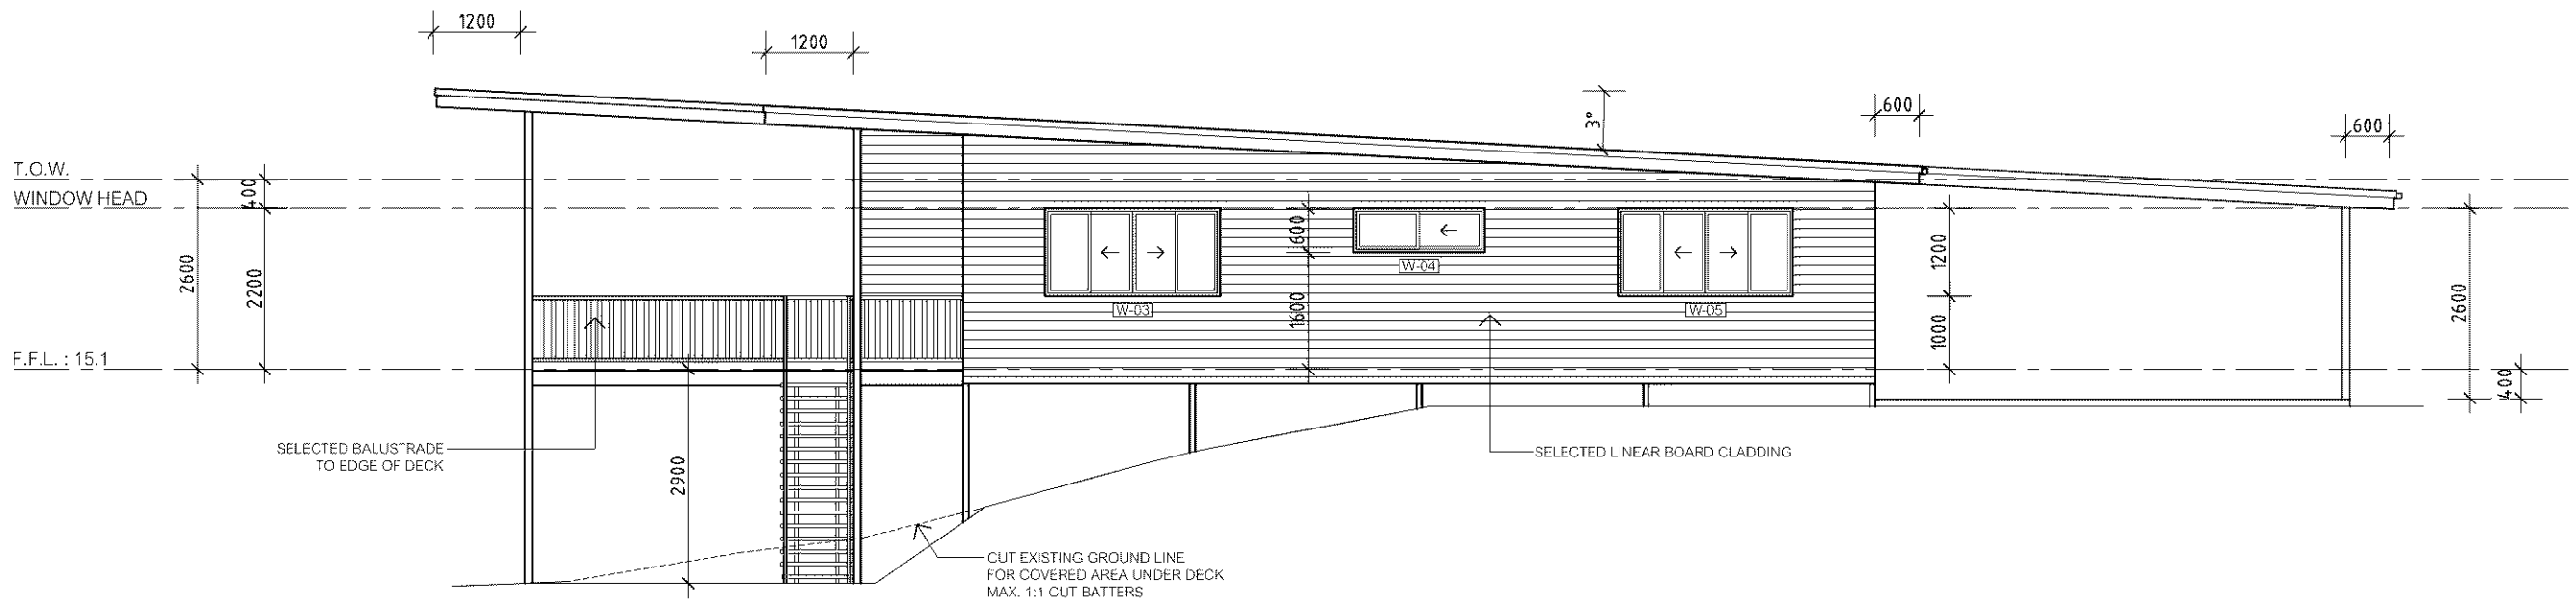 1200
1200
3°
600
600
T.O.W.
WINDOW HEAD
400
2600
2200
600
1600
1200
1000
2600
400
W-03
W-04
W-05
F.F.L. : 15.1
SELECTED BALUSTRADE
TO EDGE OF DECK
2900
SELECTED LINEAR BOARD CLADDING
CUT EXISTING GROUND LINE
FOR COVERED AREA UNDER DECK
MAX. 1:1 CUT BATTERS